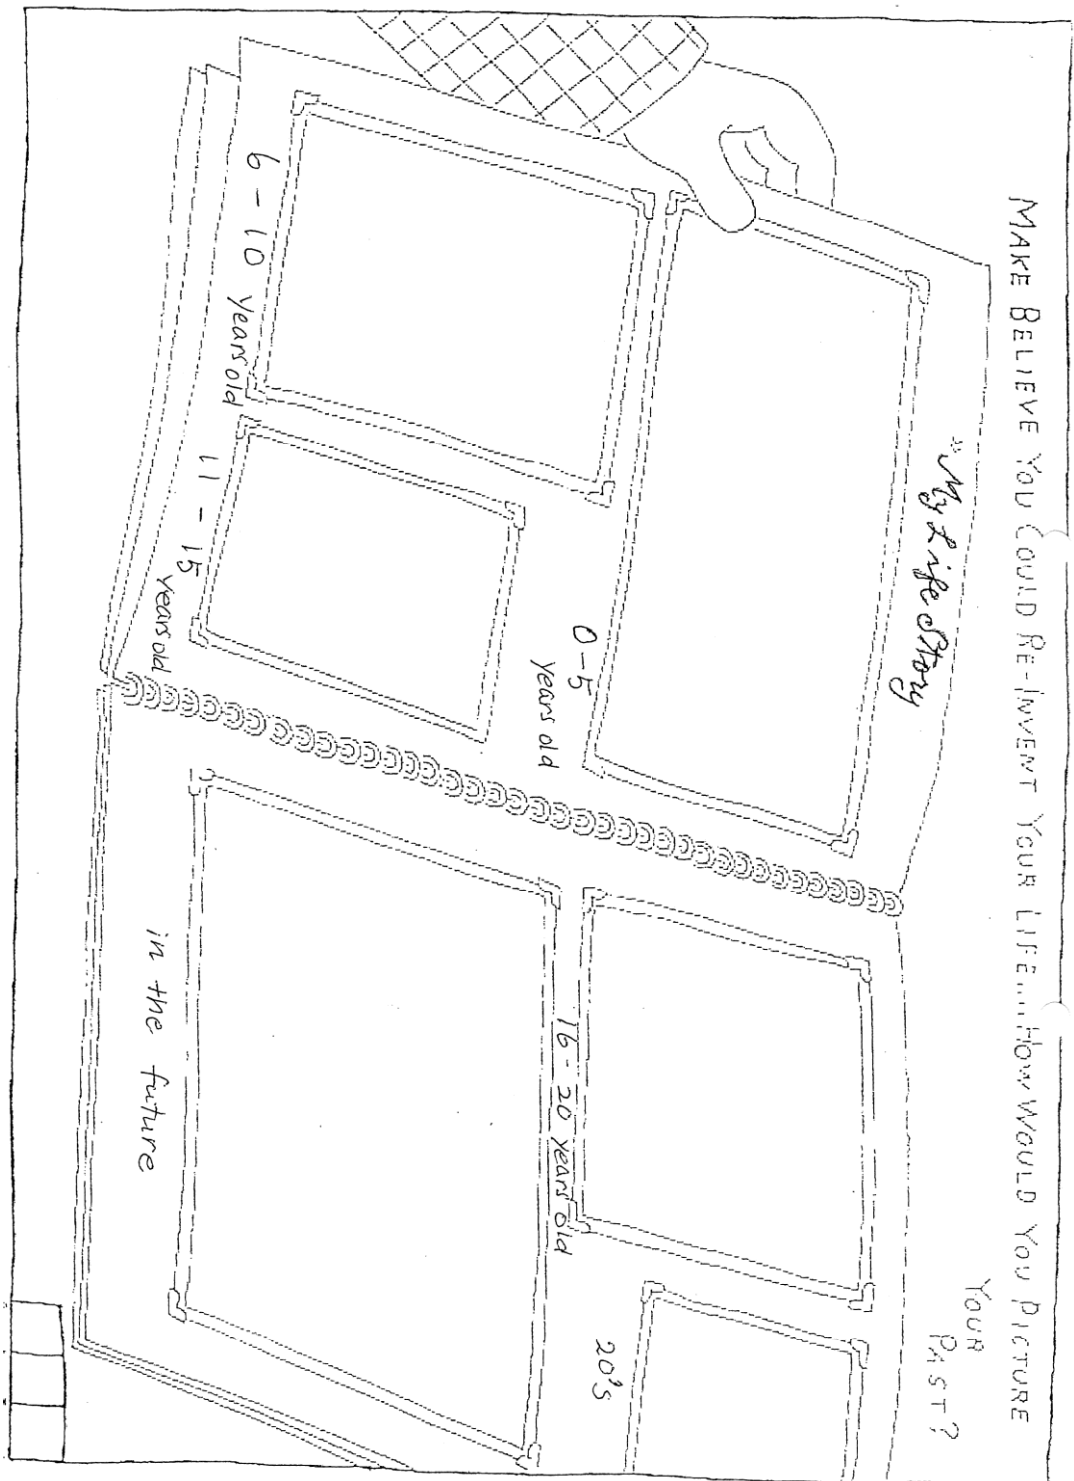 MAKE BELIEVE YOU COULD RE-INVENT YOUR LIFE...HOW WOULD YOU PICTURE
YOUR
PAST?
"My Life Story
0-5
years old
6-10 years old
11-15
years old
16-20 years old
20's
in the future